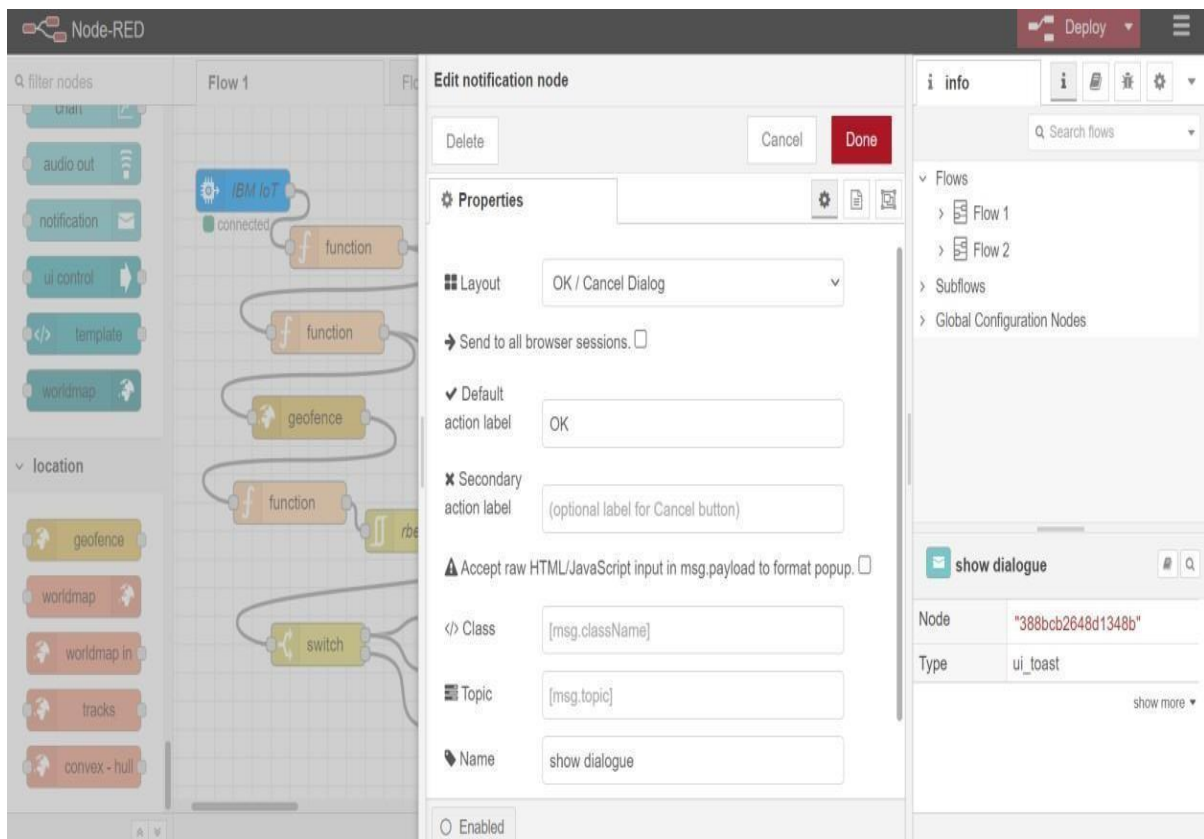 Node-RED
Deploy
filter nodes
chart
audio out
notification
ui control
template
worldmap
location
geofence
worldmap
worldmap in
tracks
convex - hull
Flow 1
IBM IoT
connected
function
function
geofence
function
switch
Edit notification node
Delete
Cancel
Done
Properties
Layout
OK / Cancel Dialog
Send to all browser sessions.
Default
action label
OK
Secondary
action label
(optional label for Cancel button)
Accept raw HTML/JavaScript input in msg.payload to format popup.
</> Class
[msg.className]
Topic
[msg.topic]
Name
show dialogue
Enabled
i info
i
Search flows
Flows
Flow 1
Flow 2
Subflows
Global Configuration Nodes
show dialogue
Node
"388bcb2648d1348b"
Type
ui_toast
show more